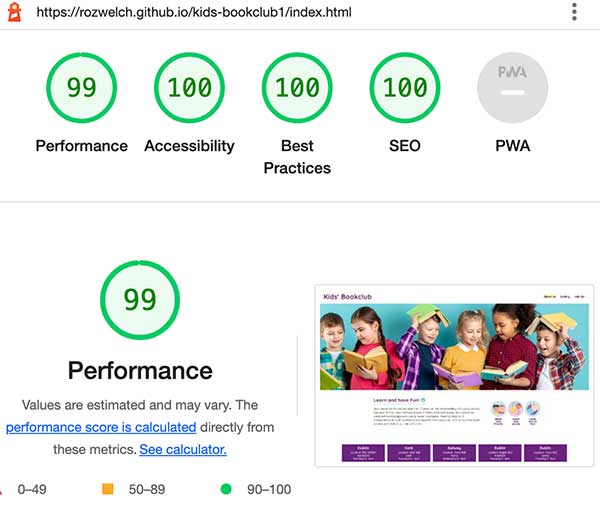 https://rozwelch.github.io/kids-bookclub1/index.html
99
100
100
100
PWA
Performance
Accessibility
Best
Practices
SEO
PWA
99
Performance
Values are estimated and may vary. The
performance score is calculated directly from
these metrics. See calculator.
0–49
50–89
90–100
Kids' Bookclub
Learn and have Fun!
Dublin
Cork
Galway
Dublin
Dublin